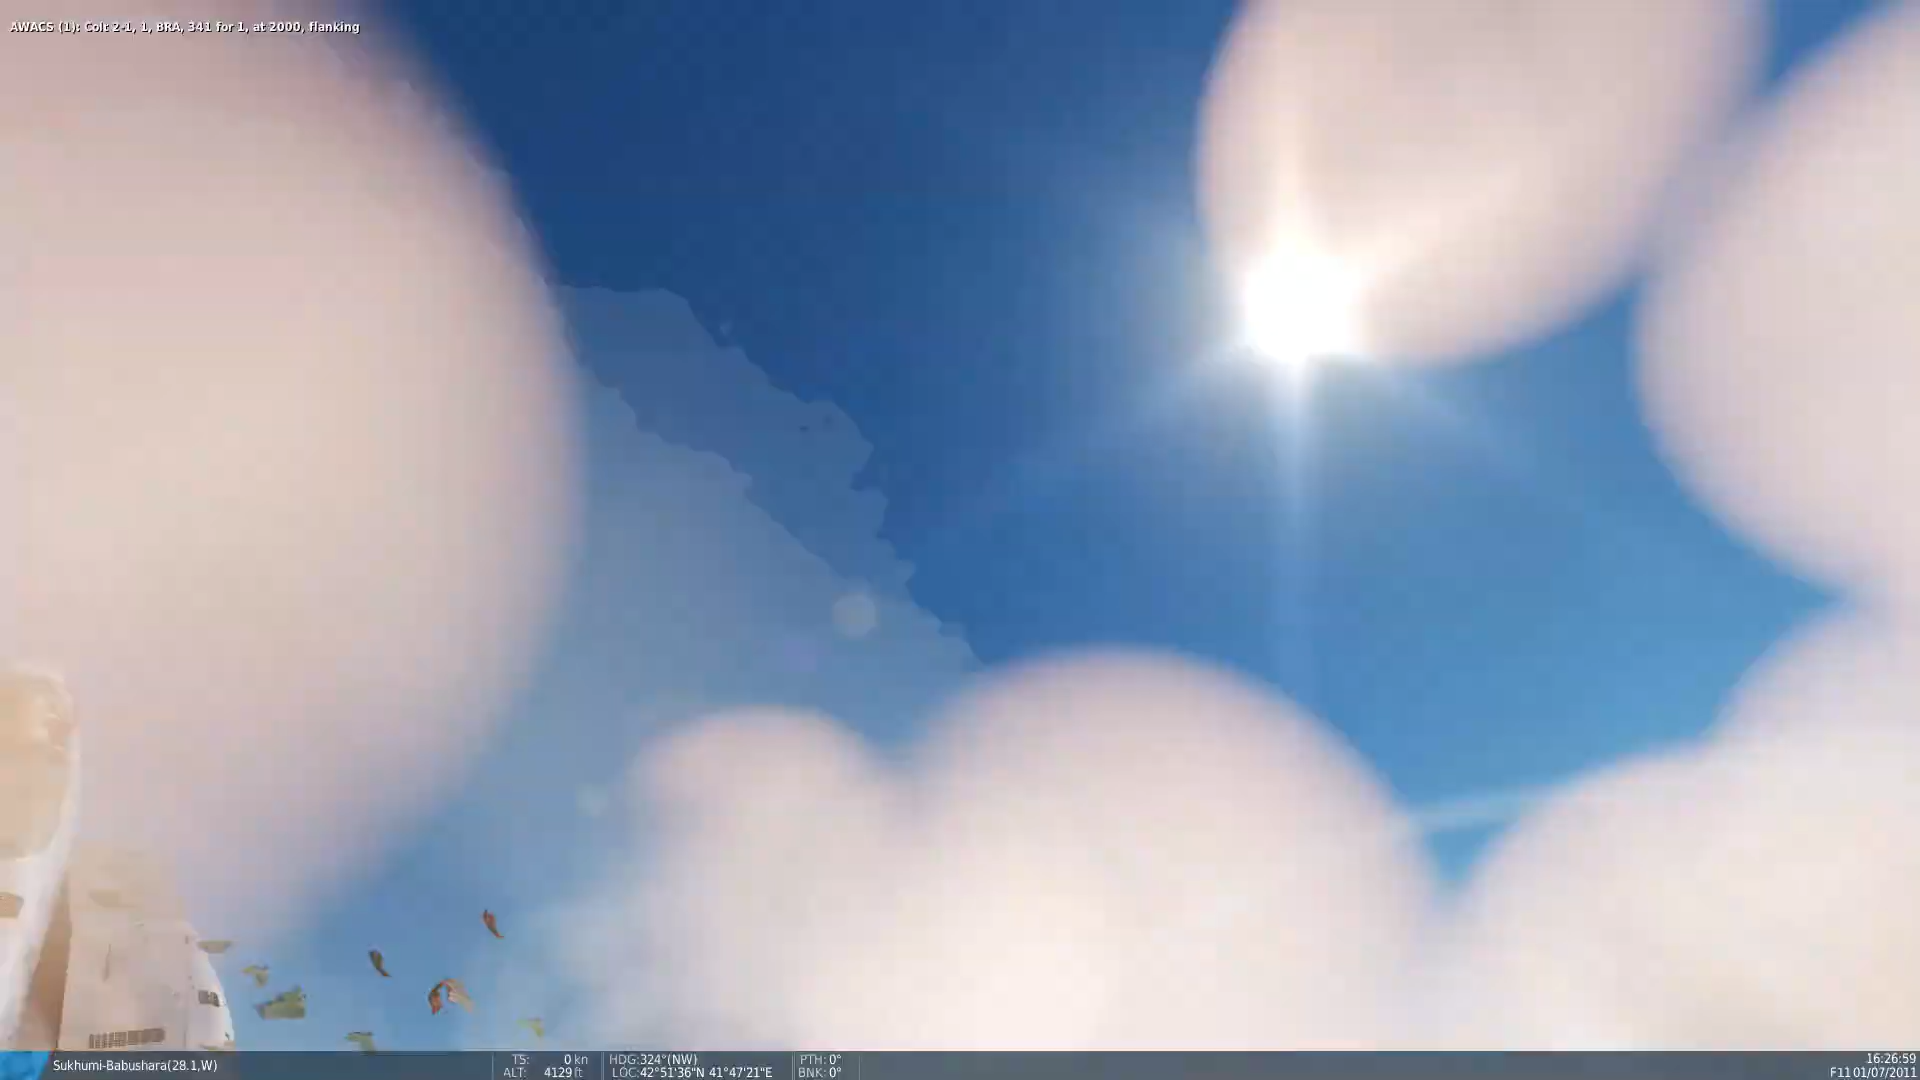 AWACS (1): Colt 2-1, 1, BRA, 341 for 1, at 2000, flanking
Sukhumi-Babushara(28.1,W)
TS: 0 kn
ALT: 4129 ft
HDG:324°(NW)
LOC:42°51'36"N 41°47'21"E
PTH:0°
BNK:0°
16:26:59
F11 01/07/2011